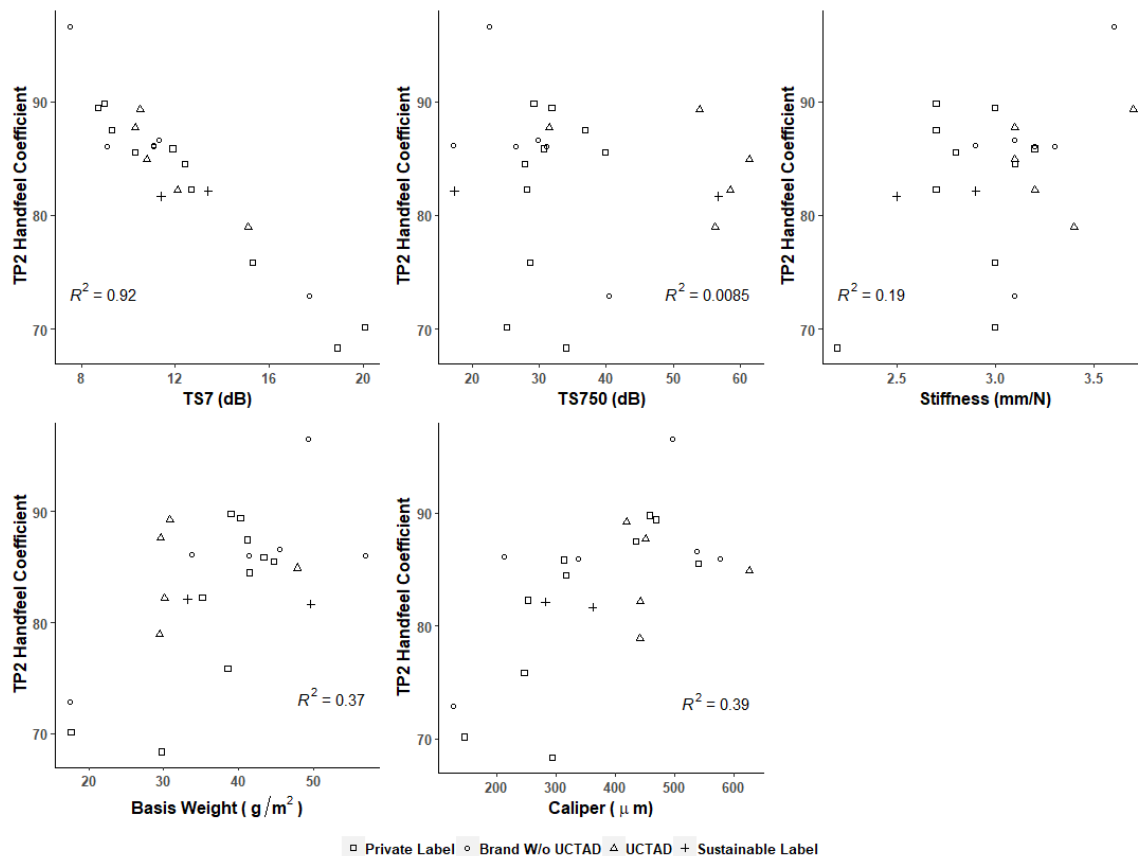 TP2 Handfeel Coefficient
90
80
70
R² = 0.92
8 12 16 20
TS7 (dB)
TP2 Handfeel Coefficient
90
80
70
R² = 0.0085
20 30 40 50 60
TS750 (dB)
TP2 Handfeel Coefficient
90
80
70
R² = 0.19
2.5 3.0 3.5
Stiffness (mm/N)
TP2 Handfeel Coefficient
90
80
70
R² = 0.37
20 30 40 50
Basis Weight ( g/m²)
TP2 Handfeel Coefficient
90
80
70
R² = 0.39
200 300 400 500 600
Caliper ( μ m)
Private Label Brand W/o UCTAD UCTAD Sustainable Label